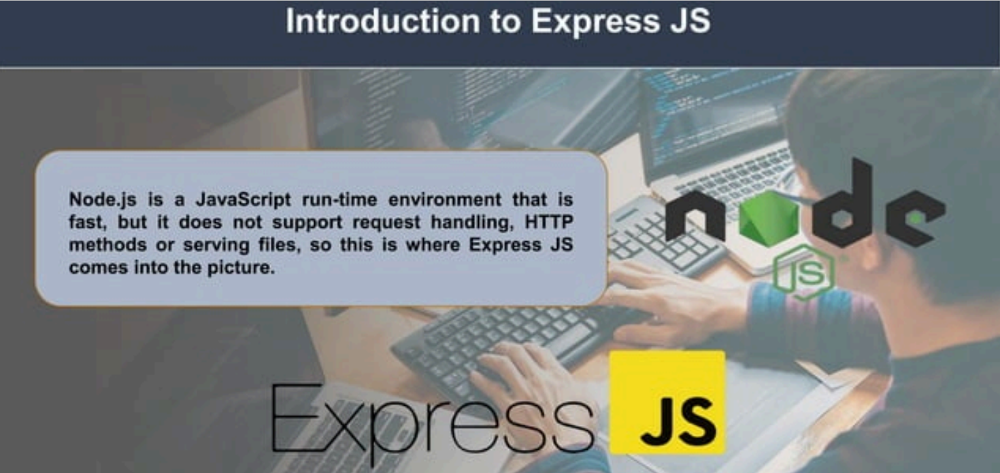 Introduction to Express JS
Node.js is a JavaScript run-time environment that is
fast, but it does not support request handling, HTTP
methods or serving files, so this is where Express JS
comes into the picture.
node
JS
Express JS